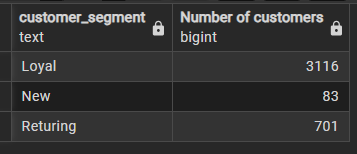 customer_segment Number of customers
text bigint
Loyal 3116
New 83
Returing 701